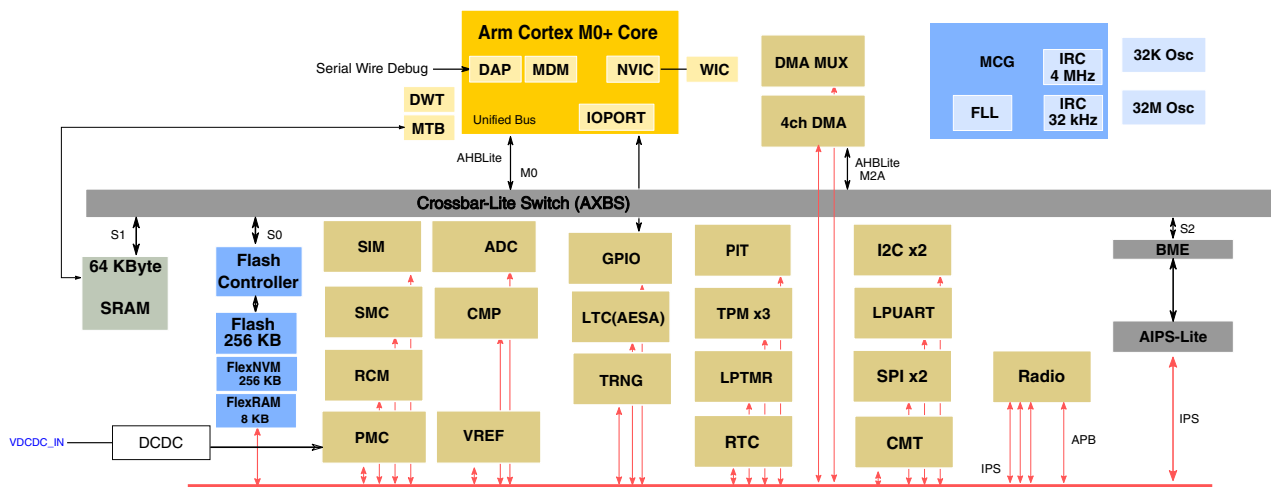 Arm Cortex M0+ Core
Serial Wire Debug
DAP
MDM
NVIC
WIC
DWT
MTB
Unified Bus
IOPORT
DMA MUX
4ch DMA
MCG
IRC
4 MHz
FLL
IRC
32 kHz
32K Osc
32M Osc
AHBLite
M0
AHBLite
M2A
Crossbar-Lite Switch (AXBS)
S1
S0
S2
64 KByte
SRAM
Flash
Controller
Flash
256 KB
FlexNVM
256 KB
FlexRAM
8 KB
SIM
SMC
RCM
PMC
ADC
CMP
VREF
GPIO
LTC(AESA)
TRNG
PIT
TPM x3
LPTMR
RTC
I2C x2
LPUART
SPI x2
CMT
Radio
IPS
APB
BME
AIPS-Lite
IPS
VDCDC_IN
DCDC